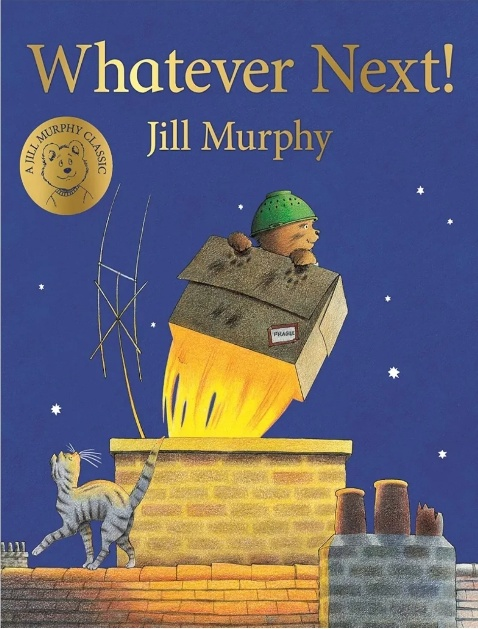 Whatever Next!
Jill Murphy
A JILL MURPHY CLASSIC
FRAGILE